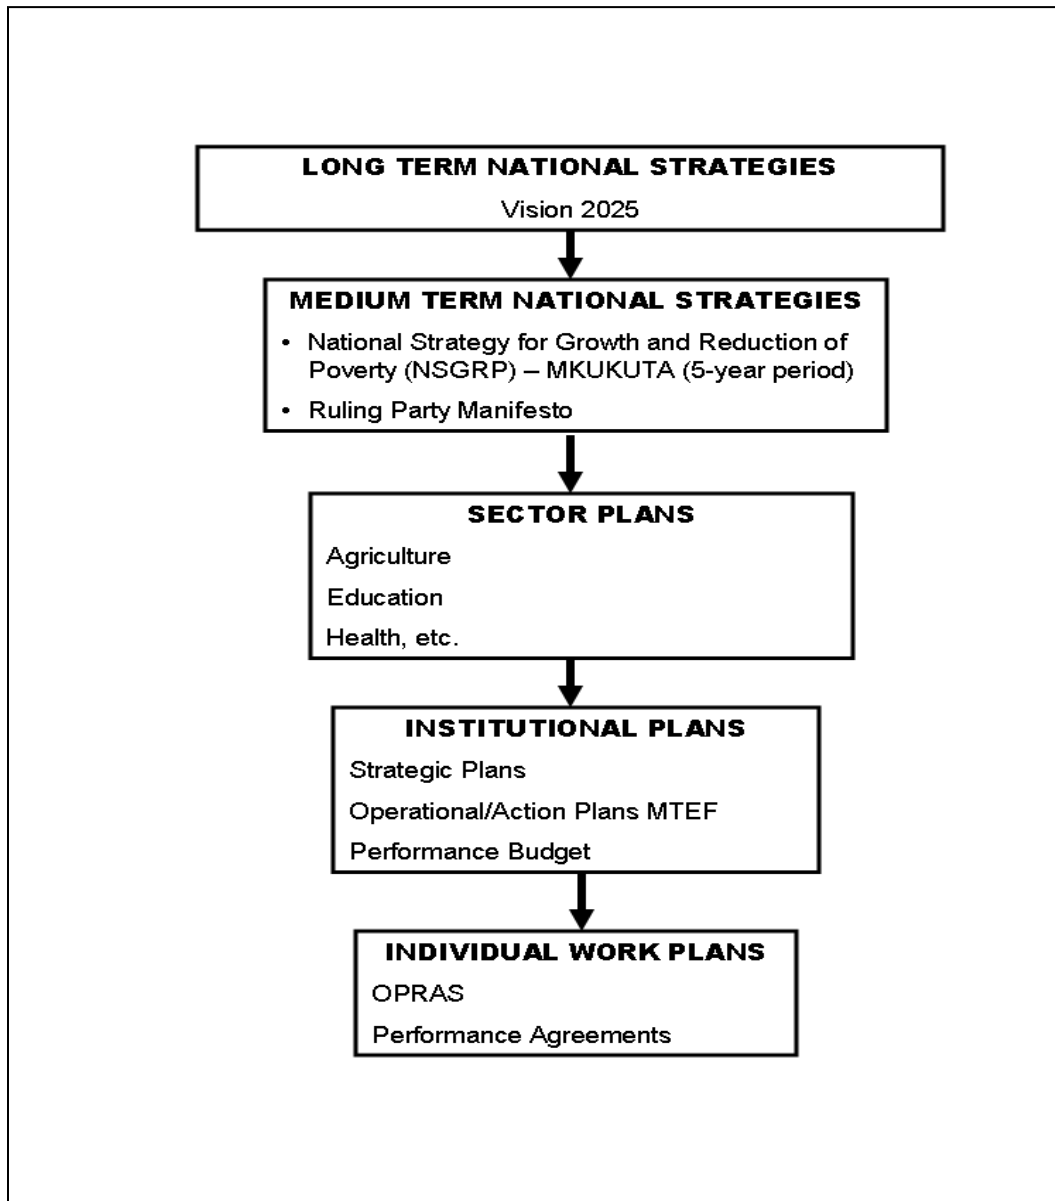 LONG TERM NATIONAL STRATEGIES
Vision 2025
MEDIUM TERM NATIONAL STRATEGIES
• National Strategy for Growth and Reduction of
Poverty (NSGRP) – MKUKUTA (5-year period)
• Ruling Party Manifesto
SECTOR PLANS
Agriculture
Education
Health, etc.
INSTITUTIONAL PLANS
Strategic Plans
Operational/Action Plans MTEF
Performance Budget
INDIVIDUAL WORK PLANS
OPRAS
Performance Agreements